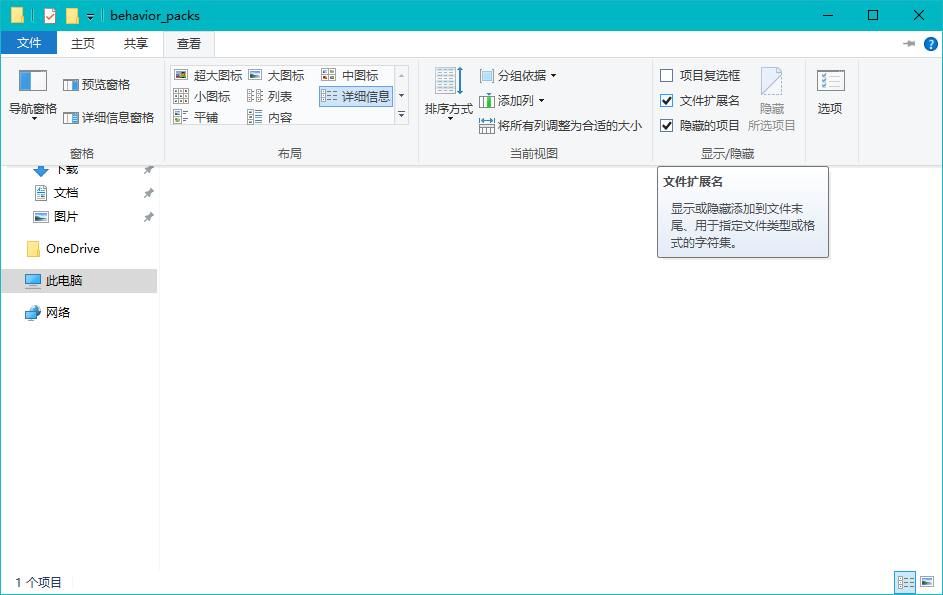 behavior_packs
文件 主页 共享 查看
导航窗格
预览窗格
详细信息窗格
窗格
超大图标 大图标 中图标
小图标 列表 详细信息
平铺 内容
布局
排序方式
分组依据
添加列
将所有列调整为合适的大小
当前视图
项目复选框
文件扩展名
隐藏的项目
隐藏
所选项目
显示/隐藏
选项
下载
文档
图片
OneDrive
此电脑
网络
文件扩展名
显示或隐藏添加到文件末
尾、用于指定文件类型或格
式的字符集。
1 个项目